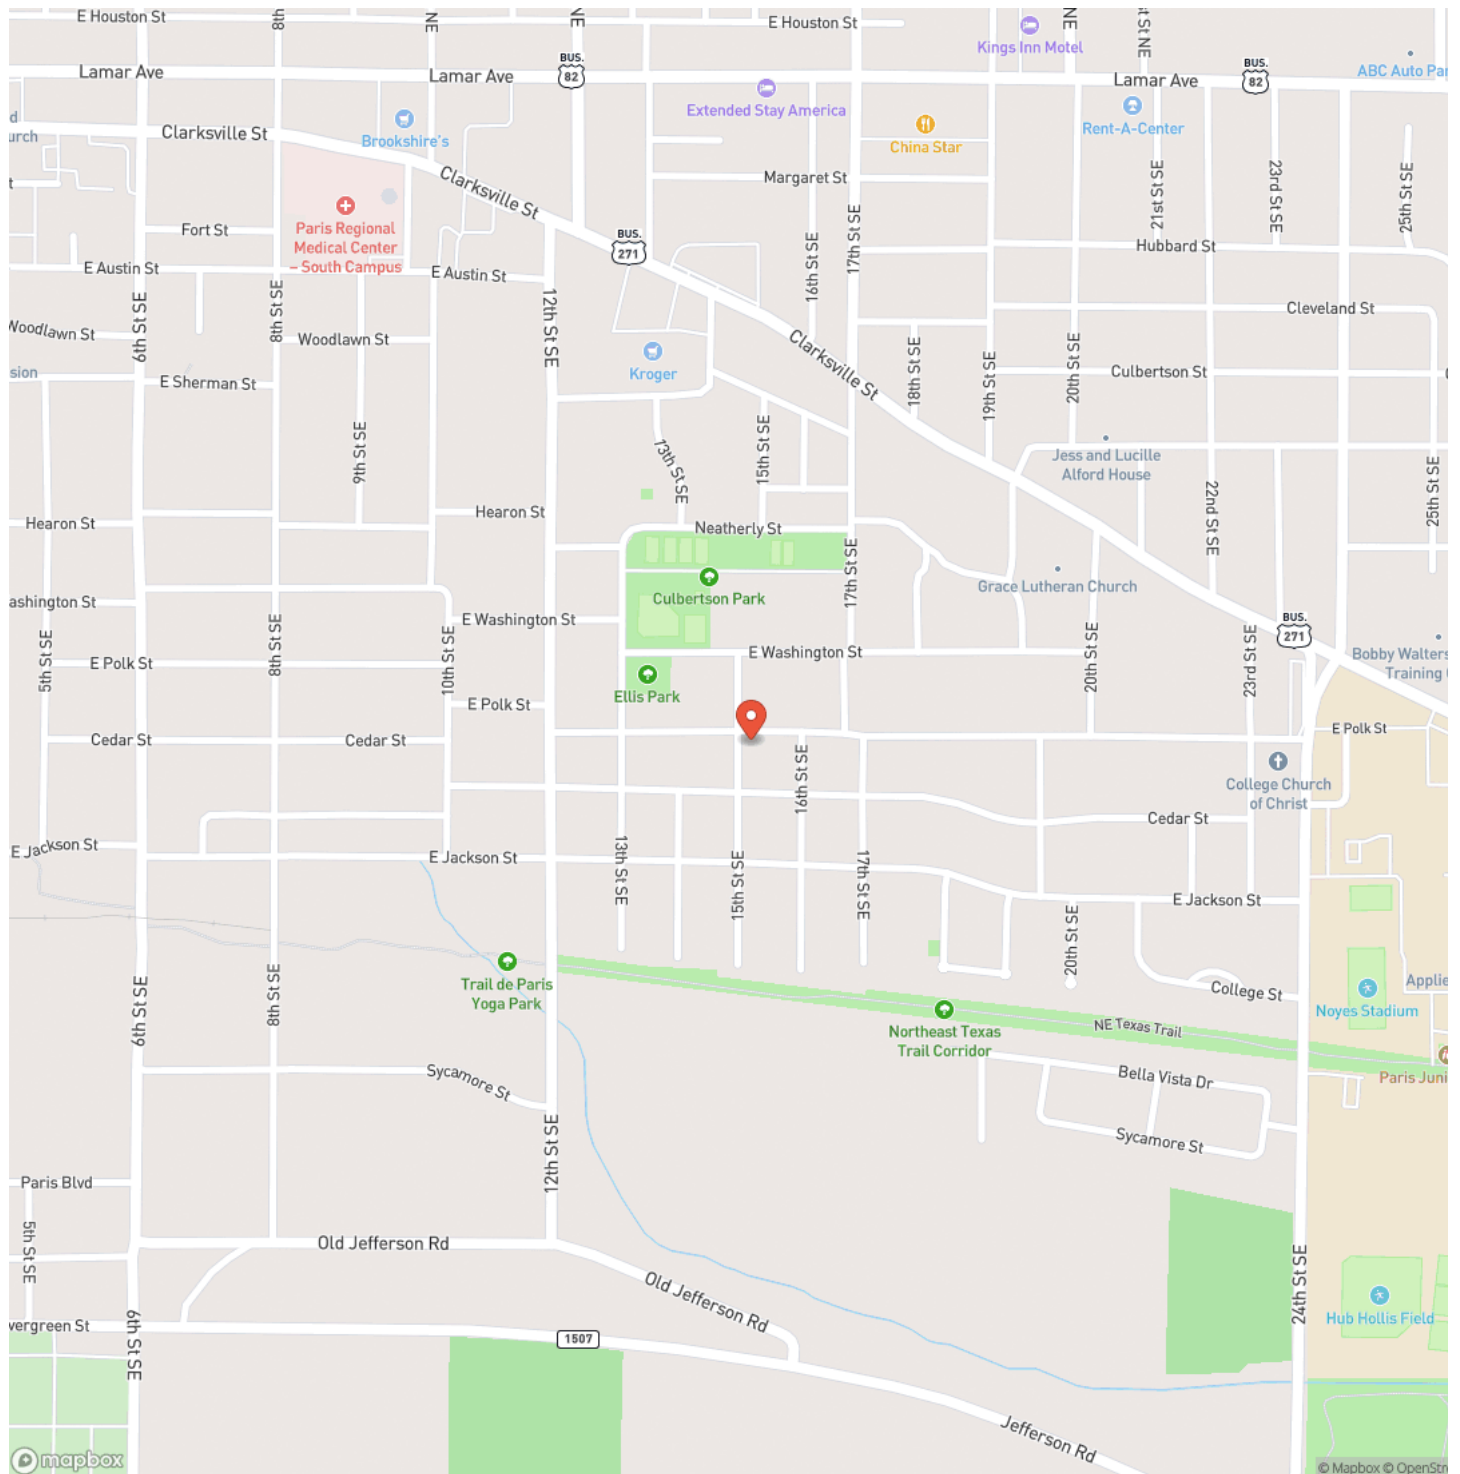 E Houston St
8th
NE
NE
E Houston St
NE
st St NE
Kings Inn Motel
Lamar Ave
Lamar Ave
BUS.
82
Lamar Ave
BUS.
82
ABC Auto Par
Extended Stay America
Rent-A-Center
d
urch
Clarksville St
Brookshire's
China Star
Clarksville St
Margaret St
t
Paris Regional
Medical Center
– South Campus
Fort St
BUS.
271
16th St SE
17th St SE
21st St SE
23rd St SE
25th St SE
Hubbard St
E Austin St
E Austin St
6th St SE
8th St SE
12th St SE
Woodlawn St
Woodlawn St
Cleveland St
Clarksville St
sion
E Sherman St
Kroger
18th St SE
19th St SE
20th St SE
Culbertson St
C
9th St SE
13th St SE
15th St SE
Jess and Lucille
Alford House
22nd St SE
25th St SE
Hearon St
Hearon St
Neatherly St
17th St SE
Culbertson Park
Grace Lutheran Church
ashington St
E Washington St
5th St SE
8th St SE
10th St SE
E Washington St
20th St SE
23rd St SE
BUS.
271
Bobby Walters
Training C
E Polk St
E Polk St
Ellis Park
Cedar St
Cedar St
E Polk St
16th St SE
College Church
of Christ
Cedar St
E Jackson St
E Jackson St
13th St SE
15th St SE
17th St SE
E Jackson St
20th St SE
6th St SE
8th St SE
Trail de Paris
Yoga Park
College St
Applie
Noyes Stadium
Northeast Texas
Trail Corridor
NE Texas Trail
Paris Juni
Bella Vista Dr
Sycamore St
Sycamore St
12th St SE
Paris Blvd
5th St SE
Old Jefferson Rd
Old Jefferson Rd
24th St SE
vergreen St
6th St SE
1507
Hub Hollis Field
Jefferson Rd
mapbox
© Mapbox © OpenStre